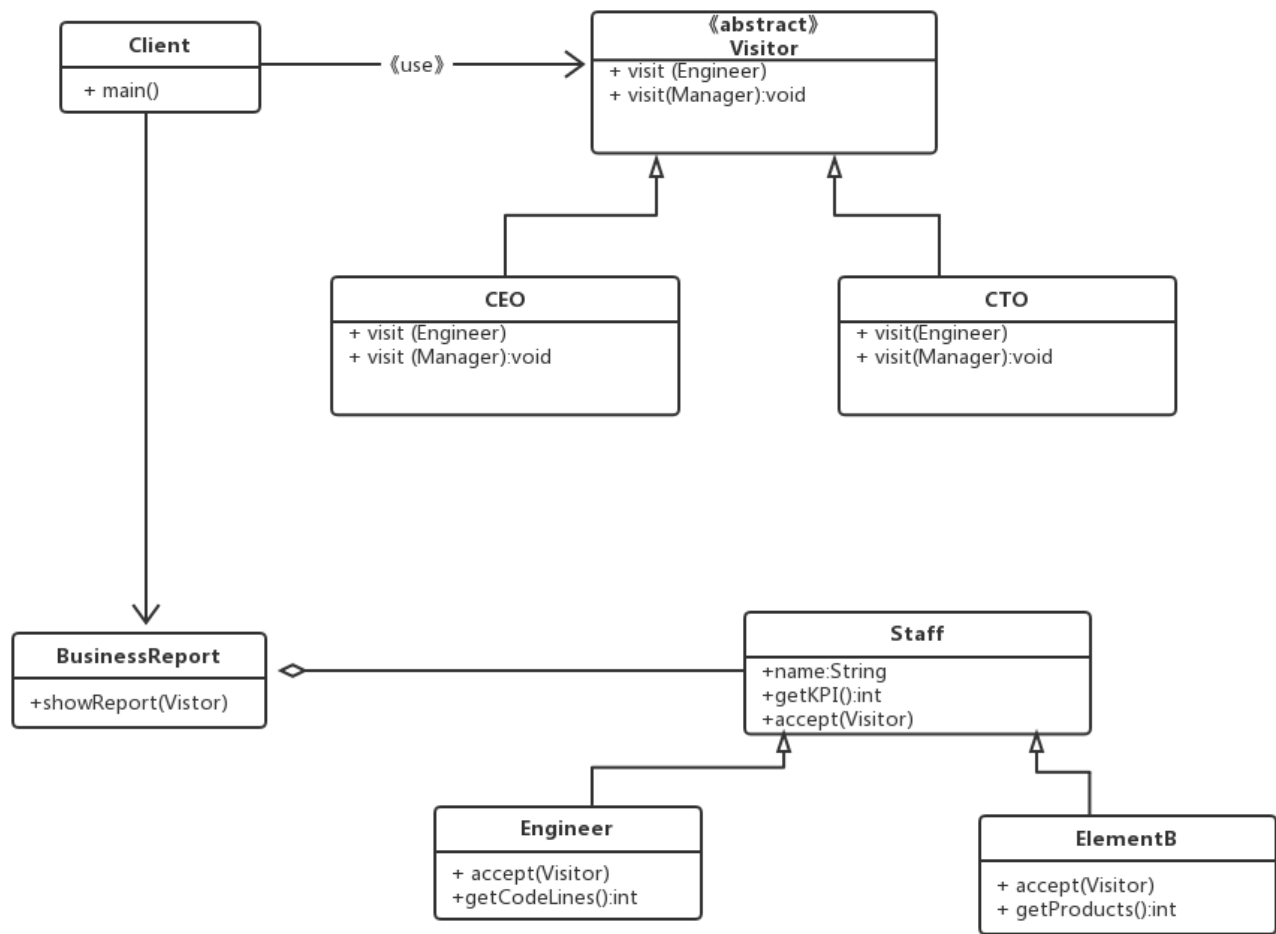 Client
+ main()
《use》
《abstract》
Visitor
+ visit (Engineer)
+ visit(Manager):void
CEO
+ visit (Engineer)
+ visit (Manager):void
CTO
+ visit(Engineer)
+ visit(Manager):void
BusinessReport
+showReport(Vistor)
Staff
+name:String
+getKPI():int
+accept(Visitor)
Engineer
+ accept(Visitor)
+getCodeLines():int
ElementB
+ accept(Visitor)
+ getProducts():int